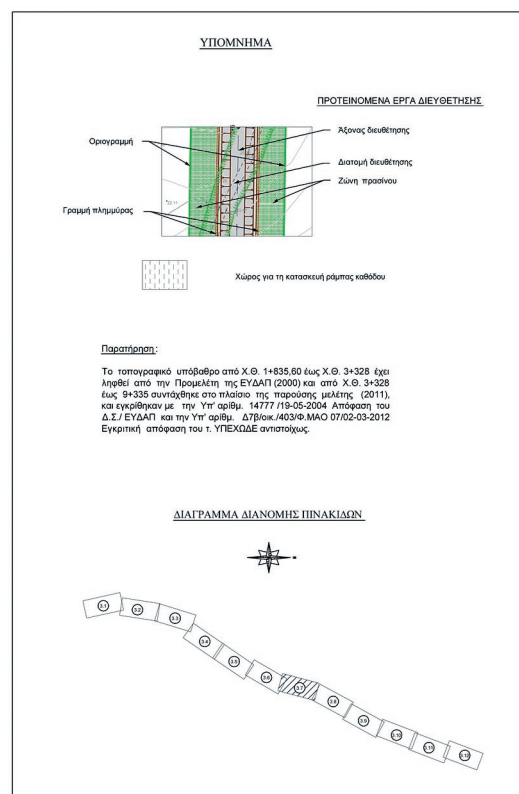 ΥΠΟΜΝΗΜΑ
ΠΡΟΤΕΙΝΟΜΕΝΑ ΕΡΓΑ ΔΙΕΥΘΕΤΗΣΗΣ
Οριογραμμή
Άξονας διευθέτησης
Διατομή διευθέτησης
Ζώνη πρασίνου
Γραμμή πλημμύρας
Χώρος για τη κατασκευή ράμπας καθόδου
Παρατήρηση :
Το τοπογραφικό υπόβαθρο από Χ.Θ. 1+835,60 έως Χ.Θ. 3+328 έχει
ληφθεί από την Προμελέτη της ΕΥΔΑΠ (2000) και από Χ.Θ. 3+328
έως 9+335 συντάχθηκε στο πλαίσιο της παρούσης μελέτης (2011),
και εγκρίθηκαν με την Υπ' αρίθμ. 14777 /19-05-2004 Απόφαση του
Δ.Σ./ ΕΥΔΑΠ και την Υπ' αρίθμ. Δ7β/οικ./403/Φ.ΜΑΟ 07/02-03-2012
Εγκριτική απόφαση του τ. ΥΠΕΧΩΔΕ αντιστοίχως.
ΔΙΑΓΡΑΜΜΑ ΔΙΑΝΟΜΗΣ ΠΙΝΑΚΙΔΩΝ
3.1
3.2
3.3
3.4
3.5
3.6
3.7
3.8
3.9
3.10
3.11
3.12